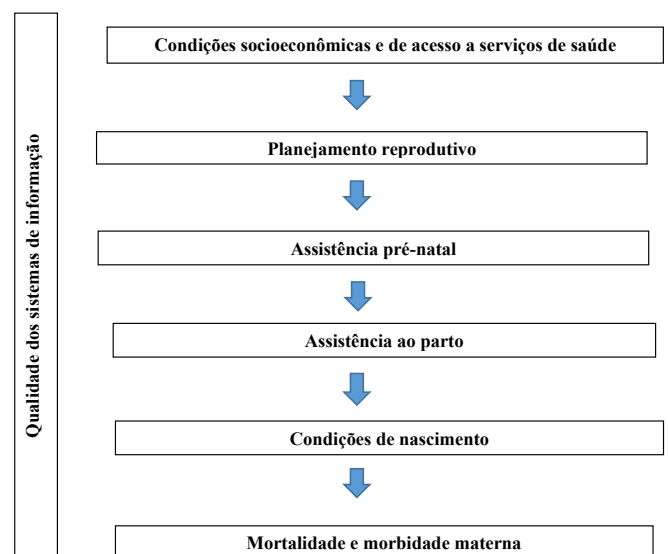 Qualidade dos sistemas de informação
Condições socioeconômicas e de acesso a serviços de saúde
Planejamento reprodutivo
Assistência pré-natal
Assistência ao parto
Condições de nascimento
Mortalidade e morbidade materna